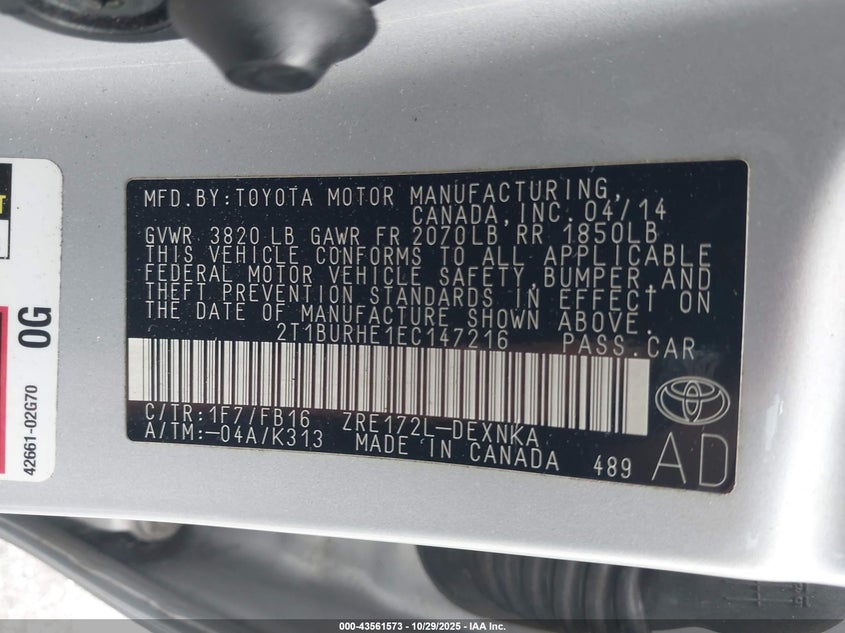 MFD.BY:TOYOTA MOTOR MANUFACTURING,
CANADA,INC. 04/14
GVWR 3820 LB GAWR FR 2070LB RR 1850LB
THIS VEHICLE CONFORMS TO ALL APPLICABLE
FEDERAL MOTOR VEHICLE SAFETY,BUMPER,AND
THEFT PREVENTION STANDARDS IN EFFECT ON
THE DATE OF MANUFACTURE SHOWN ABOVE.
2T1BURHE1EC147216 PASS.CAR
C/TR:1F7/FB16 ZRE172L-DEXNKA
A/TM:-04A/K313 MADE IN CANADA
489
AD
0G
42661-02G70
000-43561573 | 10/29/2025 - IAA Inc.